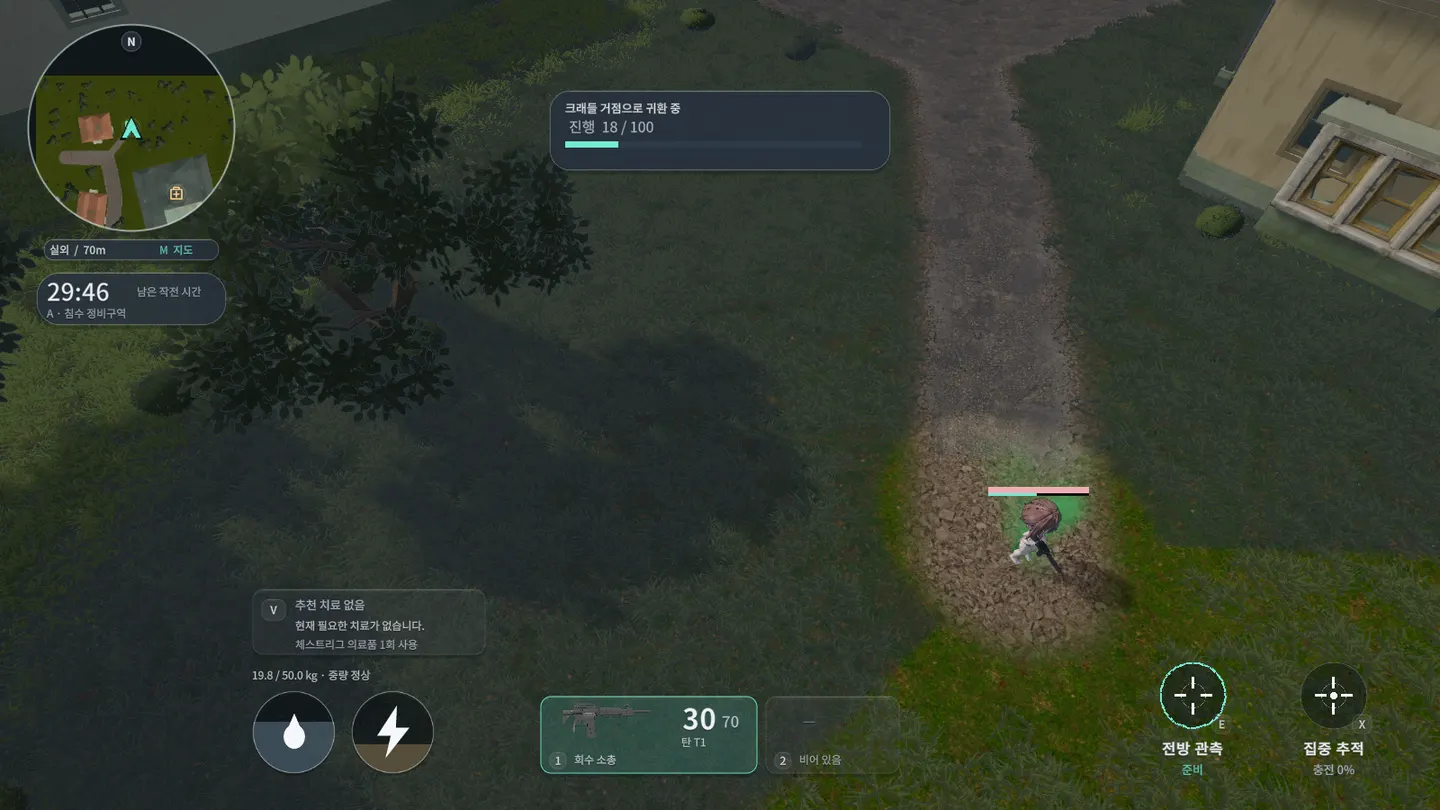 N
크래들 거점으로 귀환 중
진행 18 / 100
실외 / 70m
M 지도
29:46
남은 작전 시간
A · 침수 정비구역
V
추천 치료 없음
현재 필요한 치료가 없습니다.
체스트리그 의료품 1회 사용
19.8 / 50.0 kg · 중량 정상
30 70
탄 T1
1 회수 소총
—
2 비어 있음
E
전방 관측
준비
X
집중 추적
충전 0%